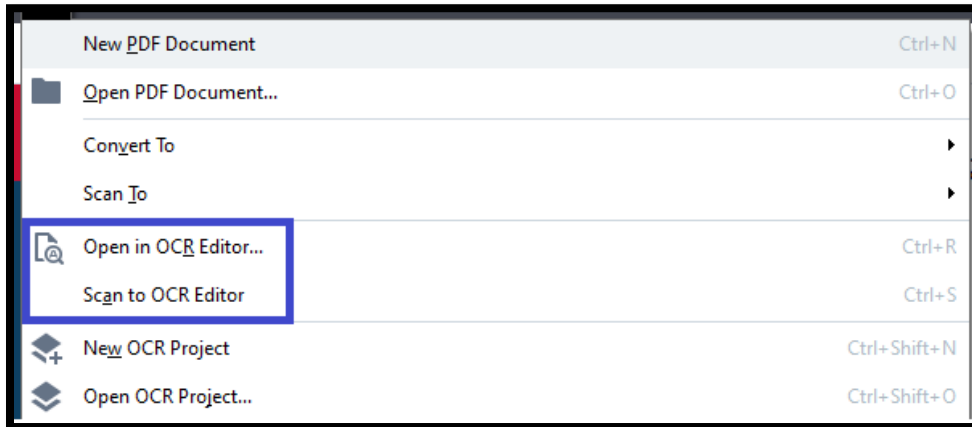 New PDF Document Ctrl+N
Open PDF Document... Ctrl+O
Convert To
Scan To
Open in OCR Editor... Ctrl+R
Scan to OCR Editor Ctrl+S
New OCR Project Ctrl+Shift+N
Open OCR Project... Ctrl+Shift+O